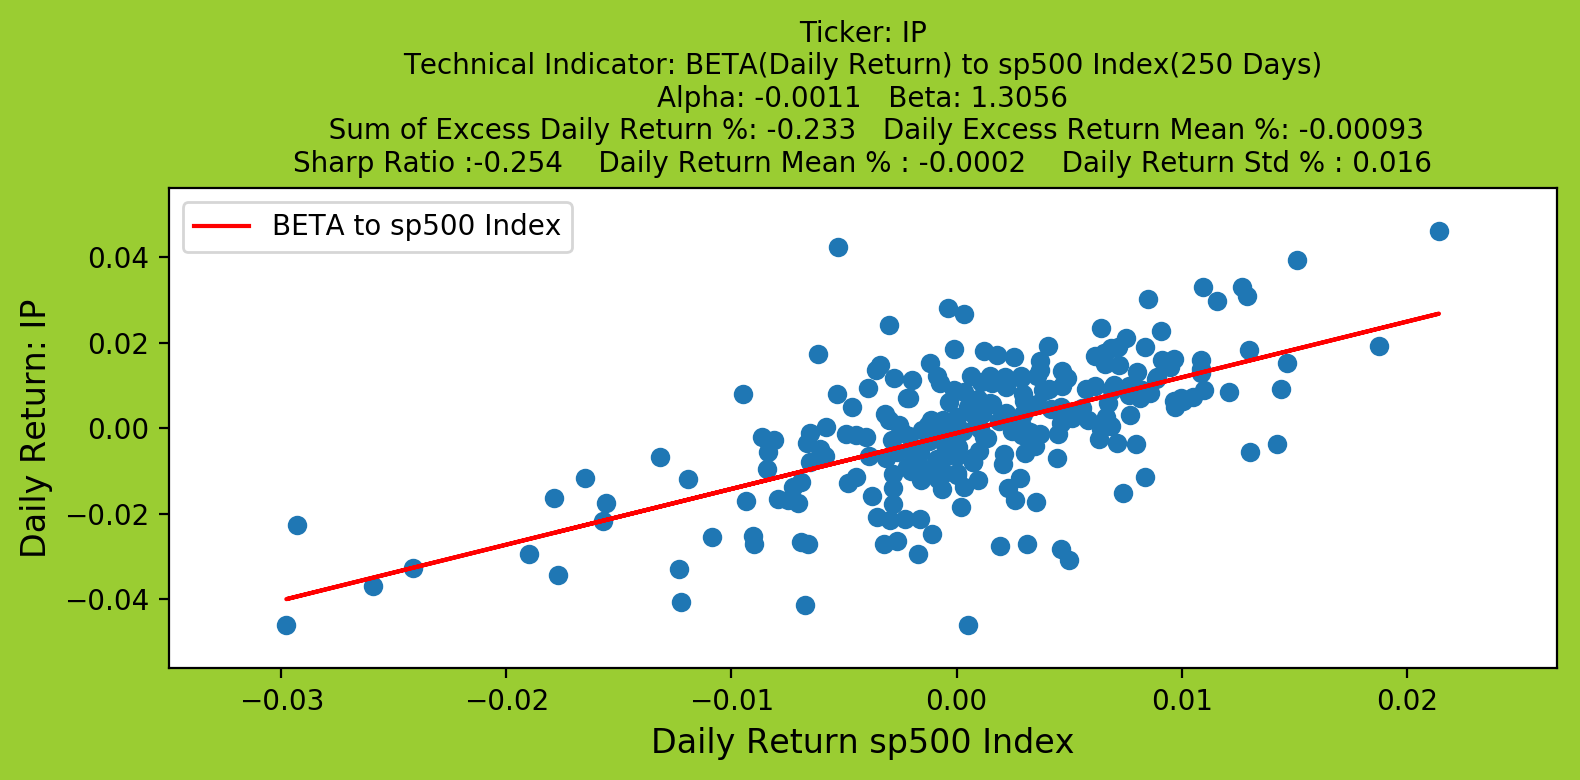 Ticker: IP
Technical Indicator: BETA(Daily Return) to sp500 Index(250 Days)
Alpha: -0.0011   Beta: 1.3056
Sum of Excess Daily Return %: -0.233   Daily Excess Return Mean %: -0.00093
Sharp Ratio :-0.254    Daily Return Mean % : -0.0002    Daily Return Std % : 0.016
BETA to sp500 Index
Daily Return: IP
0.04
0.02
0.00
−0.02
−0.04
−0.03 −0.02 −0.01 0.00 0.01 0.02
Daily Return sp500 Index